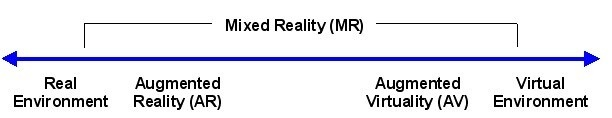 Mixed Reality (MR)
Real
Environment
Augmented
Reality (AR)
Augmented
Virtuality (AV)
Virtual
Environment